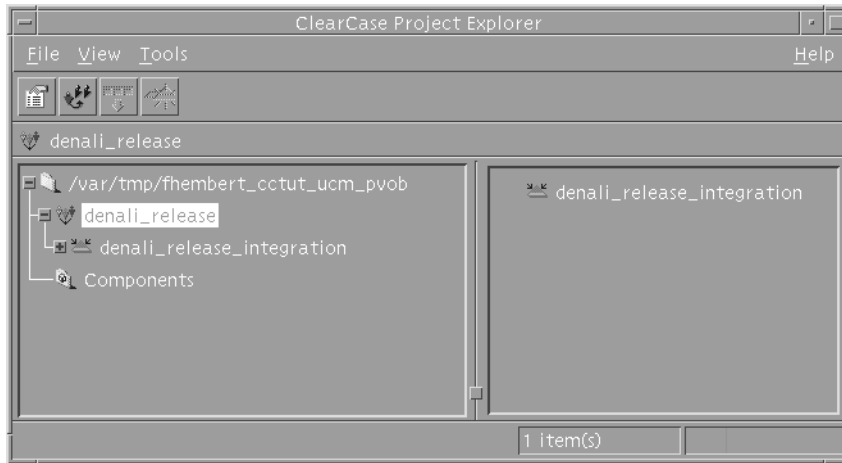 ClearCase Project Explorer
File View Tools Help
denali_release
/var/tmp/fhembert_cctut_ucm_pvob
denali_release
denali_release_integration
Components
denali_release_integration
1 item(s)